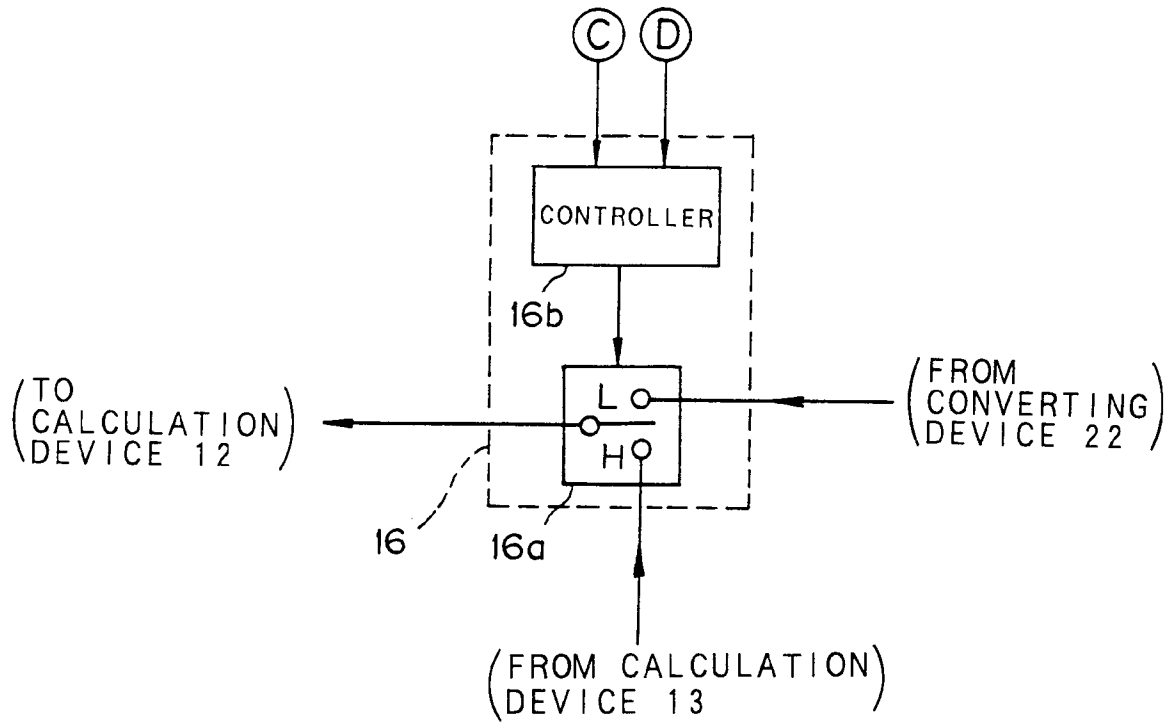 C D
CONTROLLER
16b
(TO
CALCULATION
DEVICE 12)
L
H
(FROM
CONVERTING
DEVICE 22)
16
16a
(FROM CALCULATION
DEVICE 13)